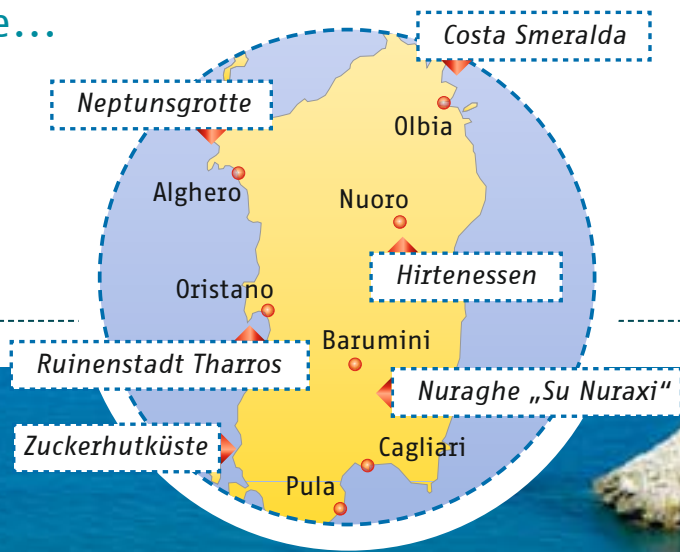 e...
Costa Smeralda
Neptunsgrotte
Olbia
Alghero
Nuoro
Hirtenessen
Oristano
Barumini
Ruinenstadt Tharros
Nuraghe „Su Nuraxi“
Zuckerhutküste
Cagliari
Pula